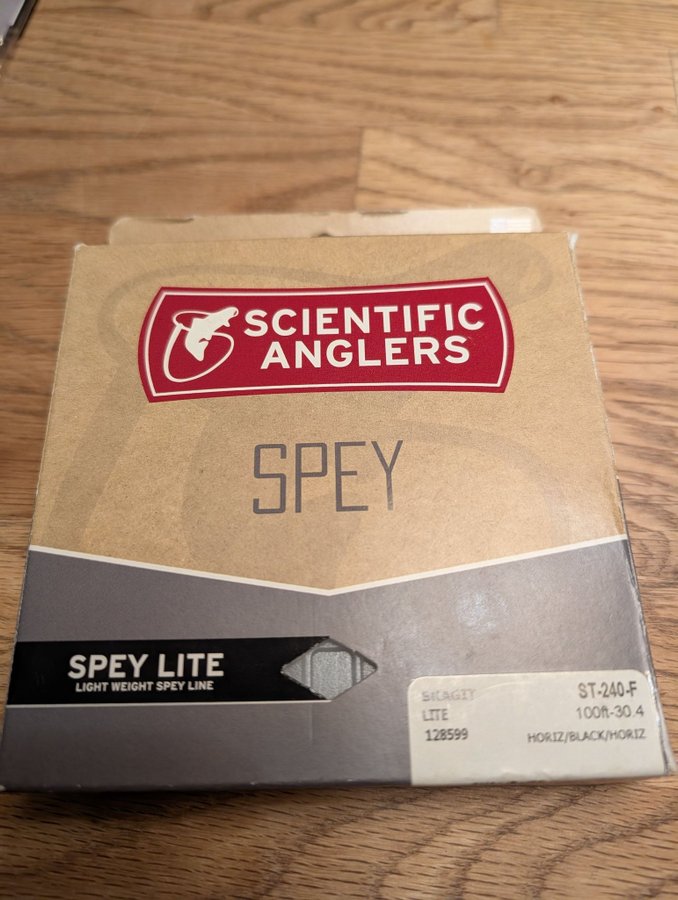 SCIENTIFIC
ANGLERS
SPEY
SPEY LITE
LIGHT WEIGHT SPEY LINE
SKAGIT ST-240-F
LITE 100ft-30.4
128599 HORIZ/BLACK/HORIZ